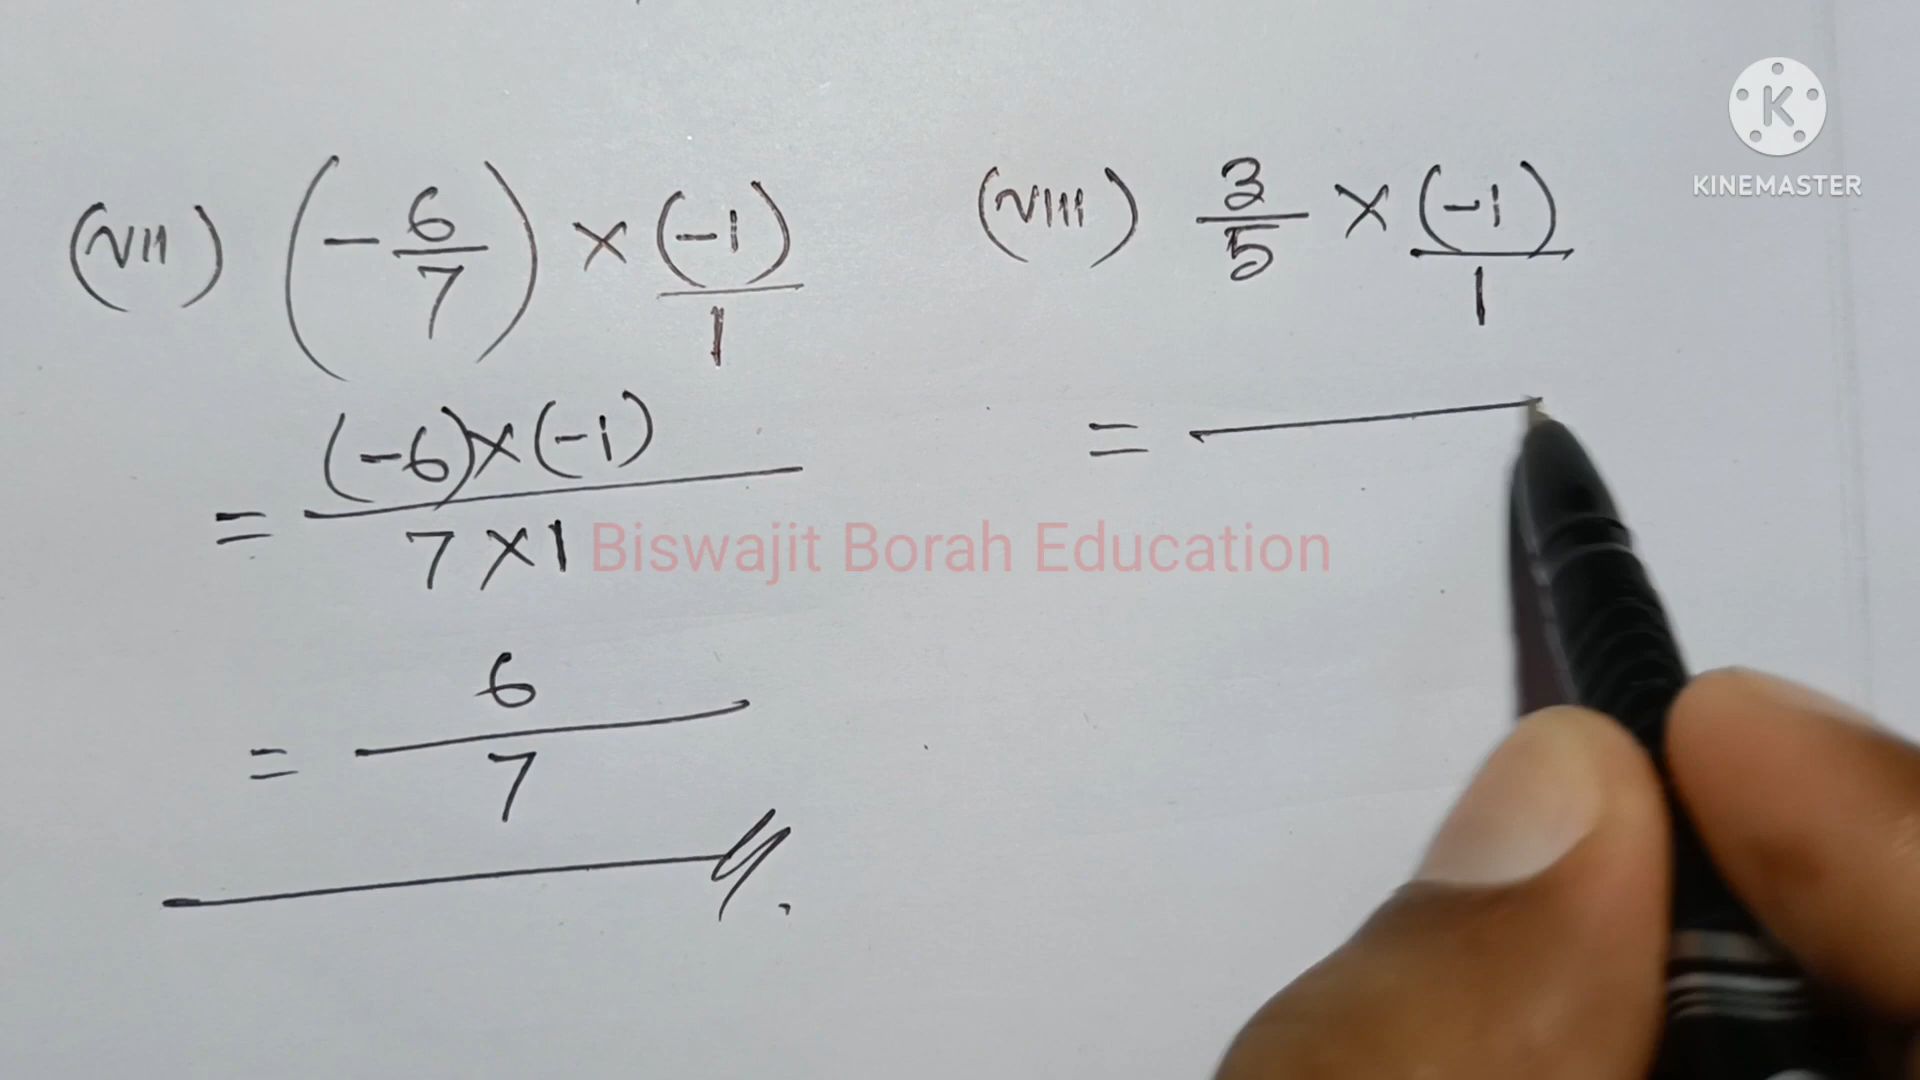 (VII) (-6/7) × (-1)/1
= (-6)×(-1)/7×1
= 6/7
(VIII) 3/5 × (-1)/1
=
Biswajit Borah Education
K
KINEMASTER